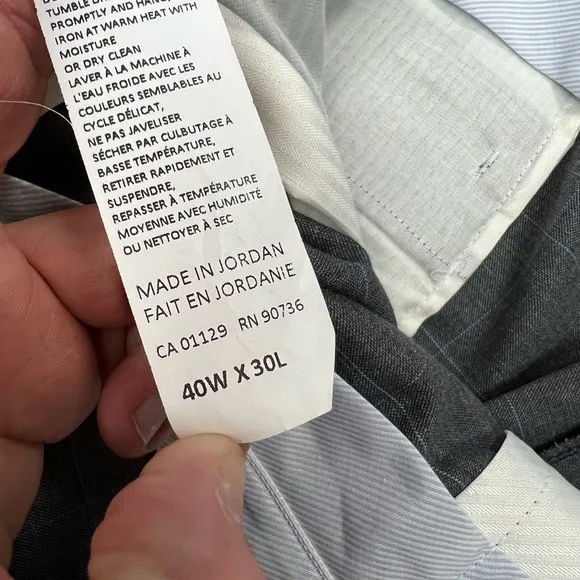 TUMBLE
PROMPTLY AND
IRON AT WARM HEAT WITH
MOISTURE
OR DRY CLEAN
LAVER À LA MACHINE À
L'EAU FROIDE AVEC LES
COULEURS SEMBLABLES AU
CYCLE DÉLICAT,
NE PAS JAVELISER
SÉCHER PAR CULBUTAGE À
BASSE TEMPÉRATURE,
RETIRER RAPIDEMENT ET
SUSPENDRE,
REPASSER À TEMPÉRATURE
MOYENNE AVEC HUMIDITÉ
OU NETTOYER À SEC
MADE IN JORDAN
FAIT EN JORDANIE
CA 01129 RN 90736
40W X 30L